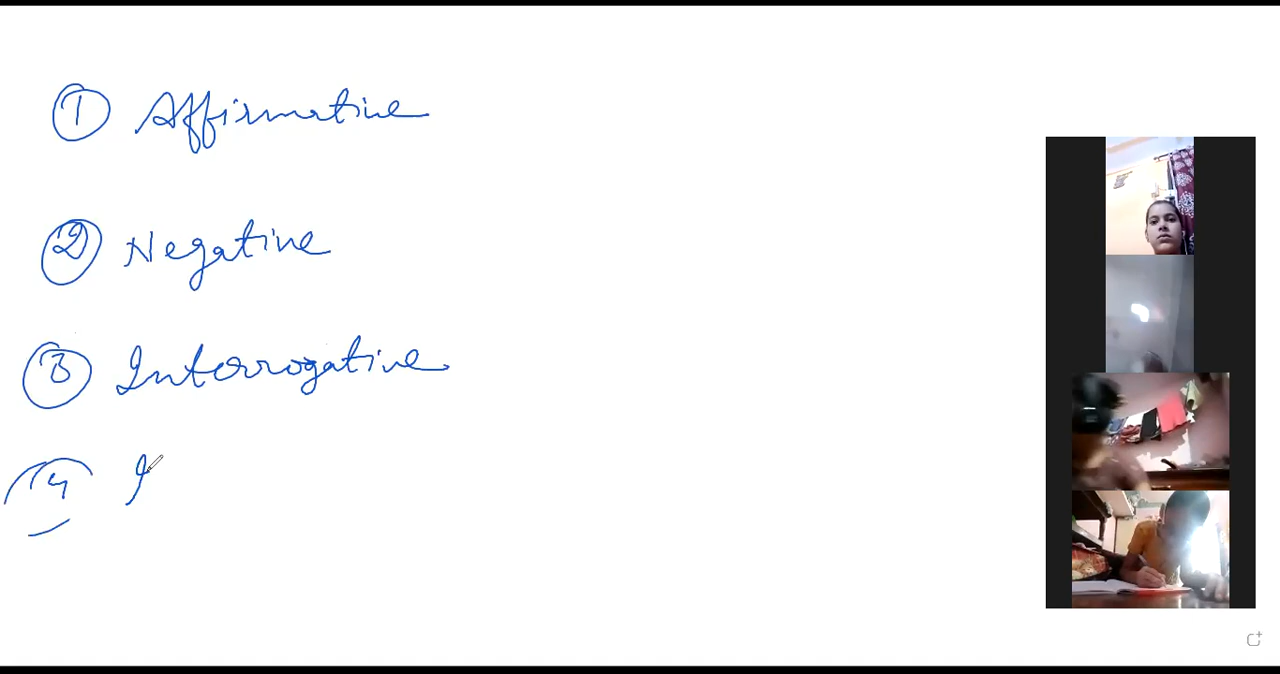 ① Affirmative
② Negative
③ Interrogative
4